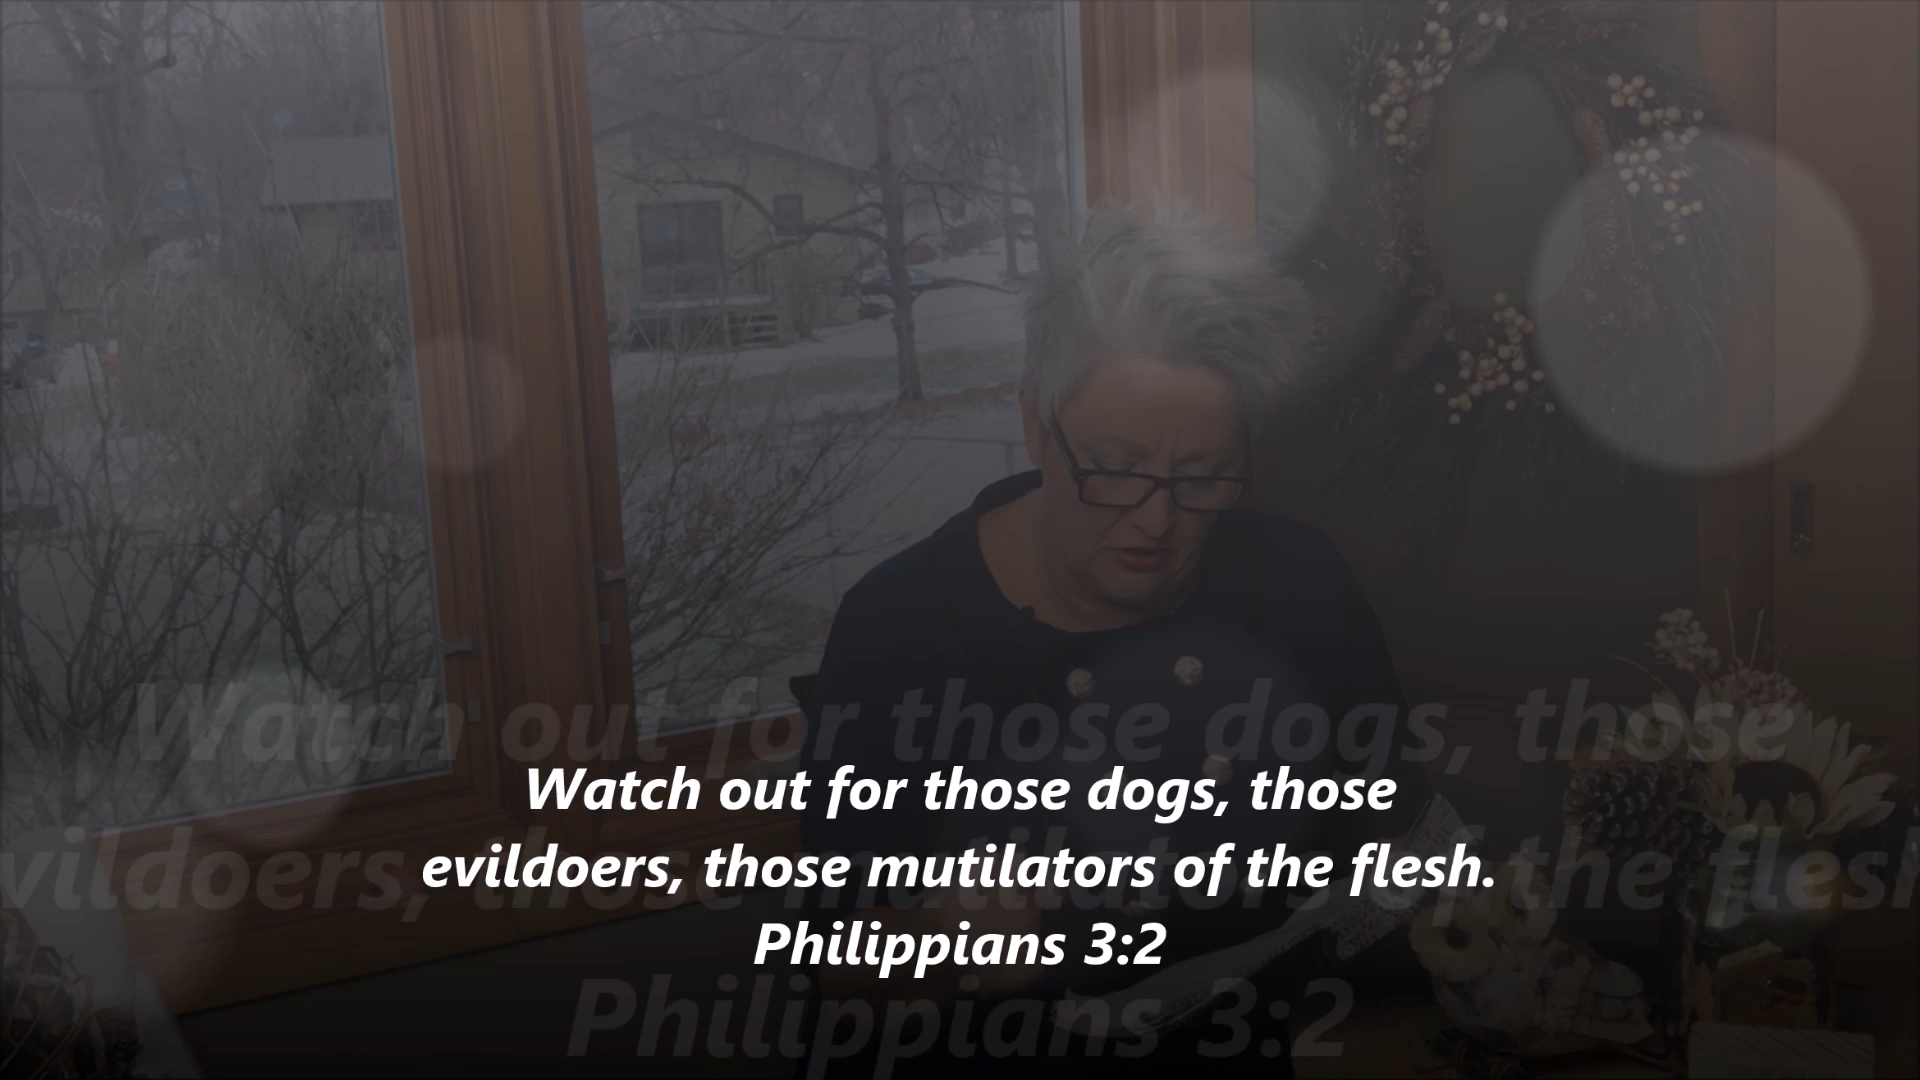 Watch out for those dogs, those
evildoers, those mutilators of the flesh.
Philippians 3:2